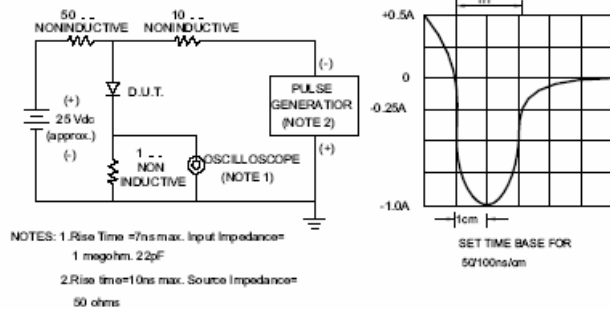 50 - -
NONINDUCTIVE
10 - -
NONINDUCTIVE
(+)
25 Vdc
(approx.)
(-)
D.U.T.
1 - -
NON
INDUCTIVE
OSCILLOSCOPE
(NOTE 1)
(-)
PULSE
GENERATIOR
(NOTE 2)
(+)
NOTES: 1.Rise Time =7ns max. Input Impedance=
1 megohm. 22pF
2.Rise time=10ns max. Source Impedance=
50 ohms
+0.5A
0
-0.25A
-1.0A
1cm
SET TIME BASE FOR
50/100ns/cm